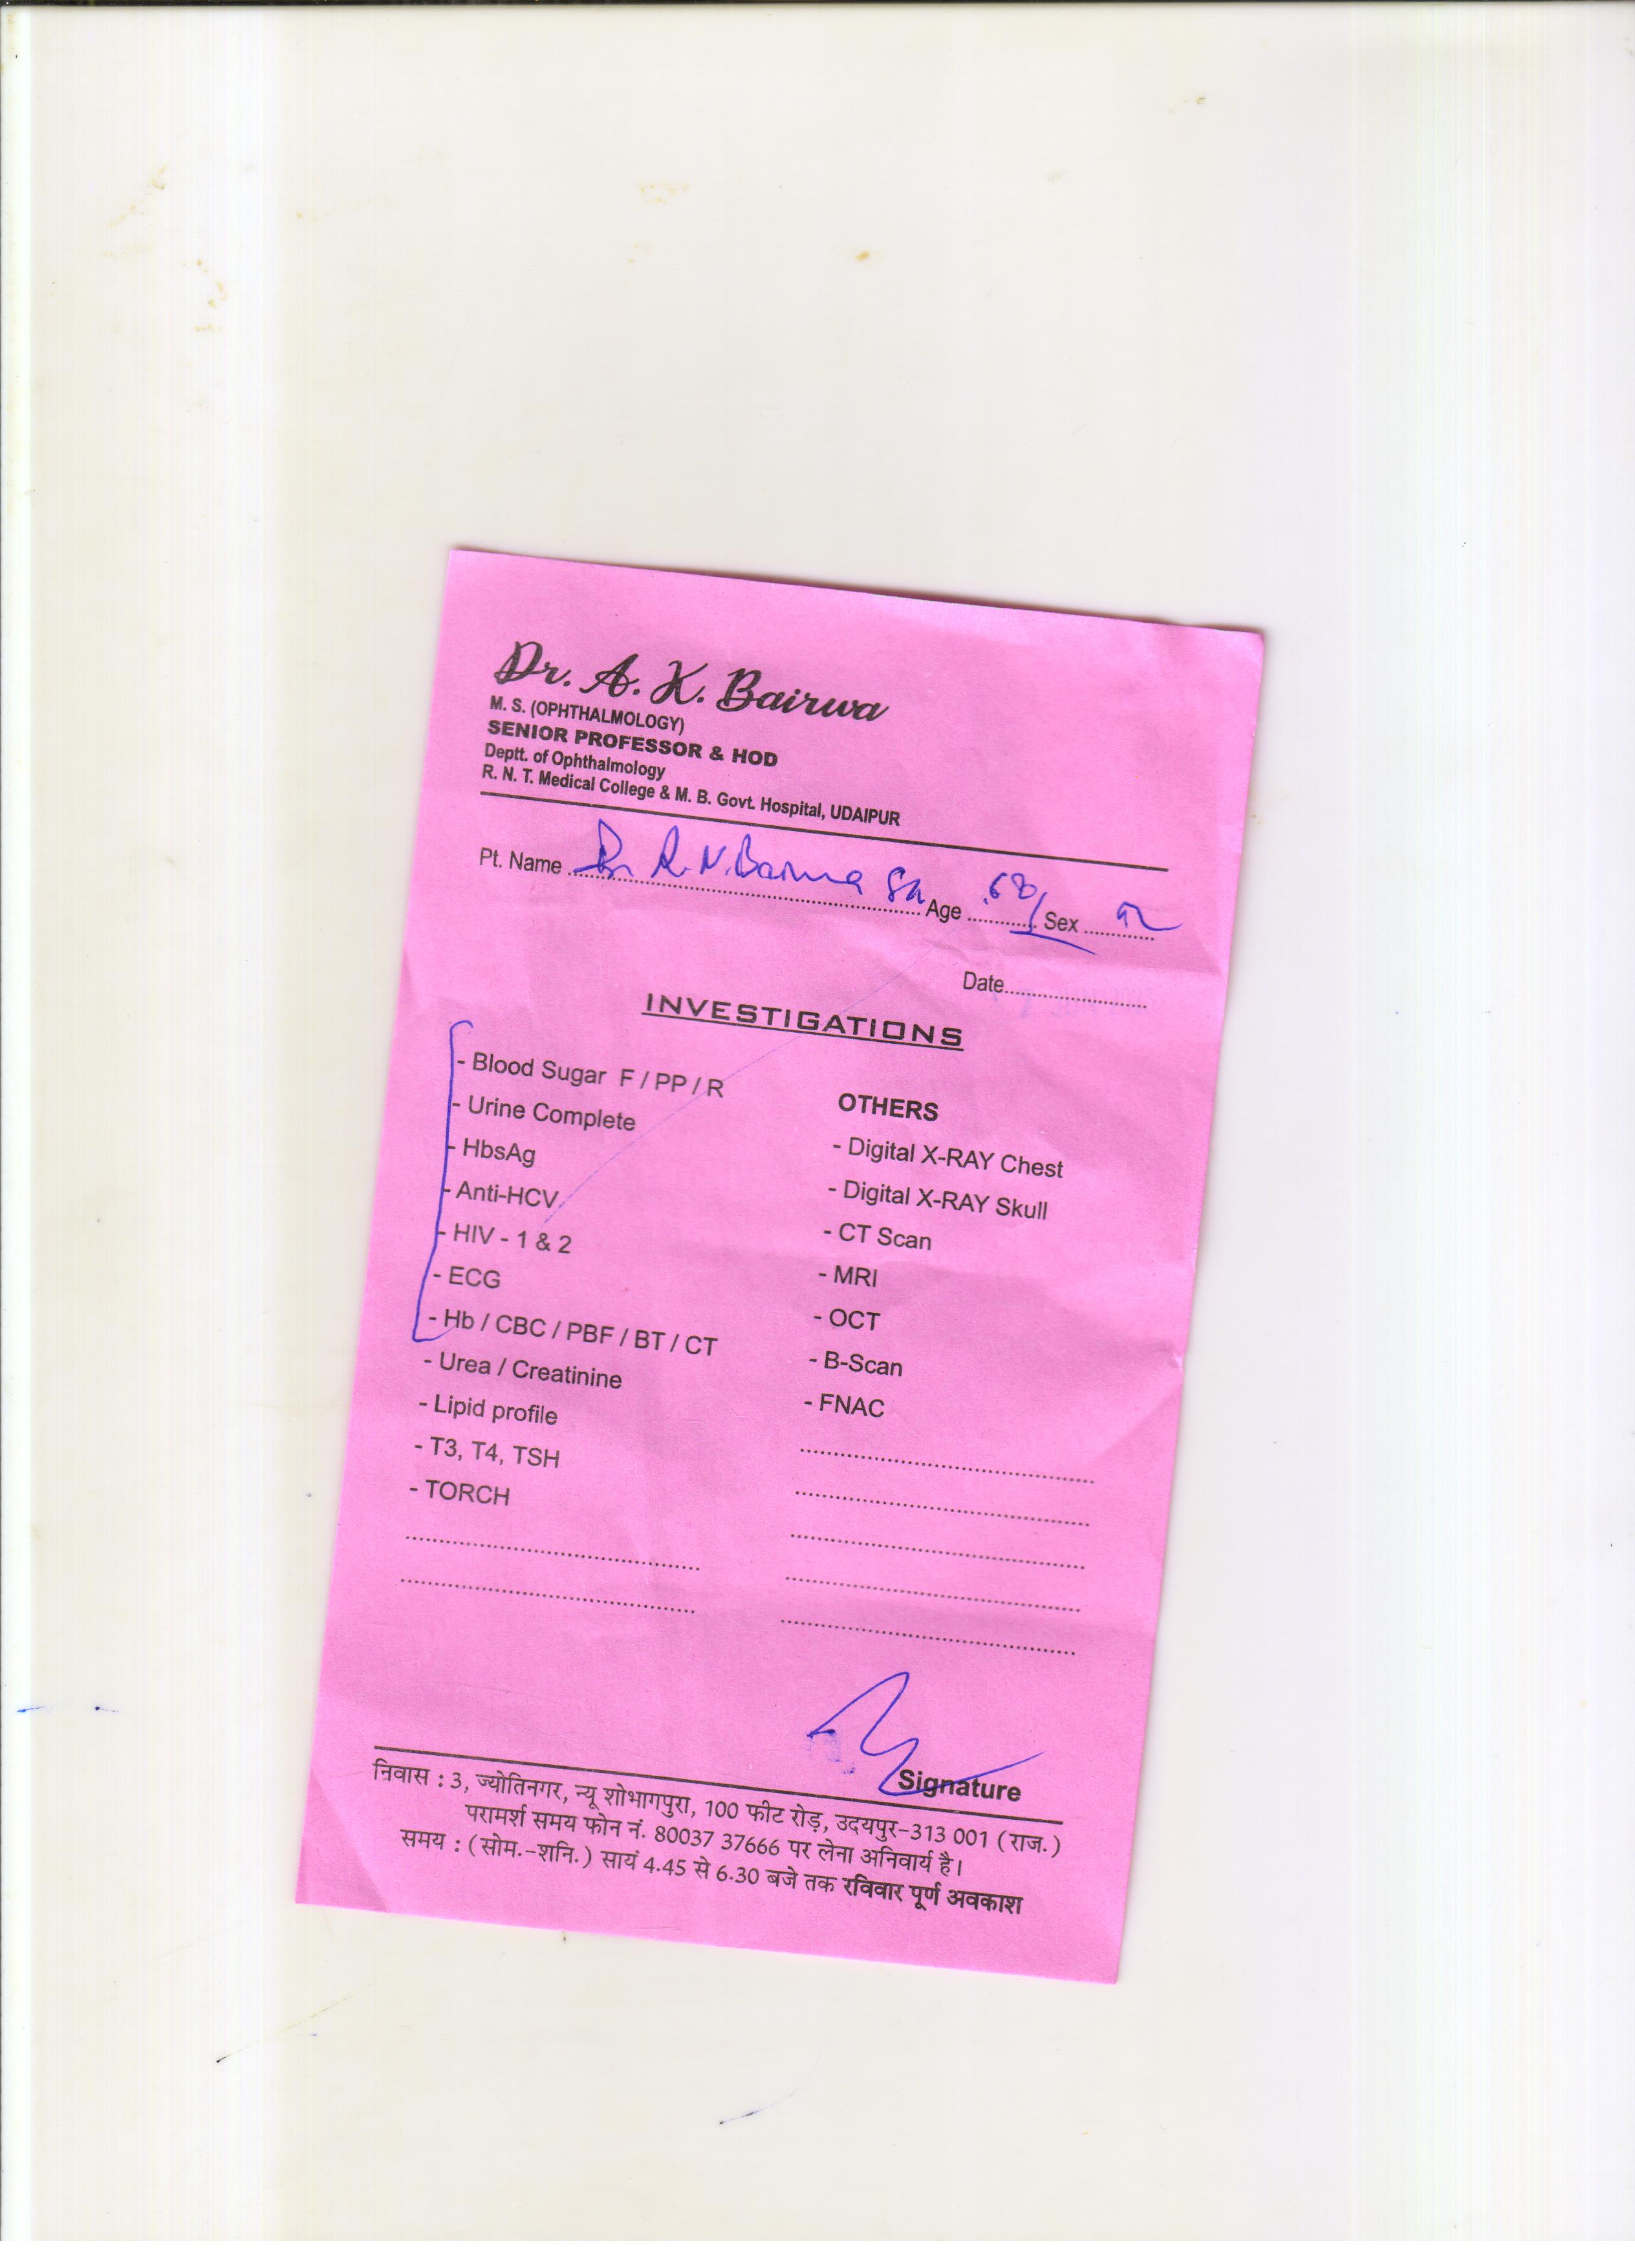 Dr. A. K. Bairwa
M. S. (OPHTHALMOLOGY)
SENIOR PROFESSOR & HOD
Deptt. of Ophthalmology
R. N. T. Medical College & M. B. Govt. Hospital, UDAIPUR
Pt. Name Dr R. N. Bairwa Age 68/ Sex
Date
INVESTIGATIONS
- Blood Sugar F / PP / R
- Urine Complete
- HbsAg
- Anti-HCV
- HIV - 1 & 2
- ECG
- Hb / CBC / PBF / BT / CT
- Urea / Creatinine
- Lipid profile
- T3, T4, TSH
- TORCH
OTHERS
- Digital X-RAY Chest
- Digital X-RAY Skull
- CT Scan
- MRI
- OCT
- B-Scan
- FNAC
Signature
निवास : 3, ज्योतिनगर, न्यू शोभागपुरा, 100 फीट रोड़, उदयपुर-313 001 (राज.)
परामर्श समय फोन नं. 80037 37666 पर लेना अनिवार्य है।
समय : (सोम.-शनि.) सायं 4.45 से 6.30 बजे तक रविवार पूर्ण अवकाश